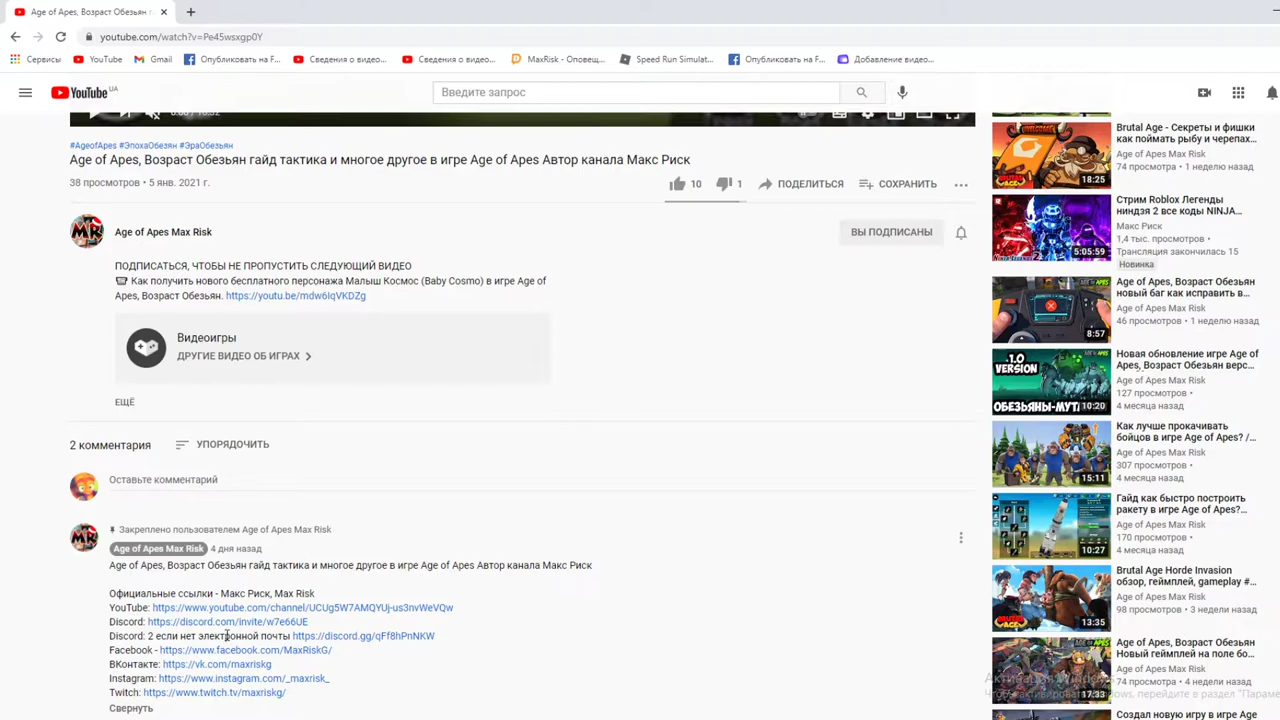 Age of Apes, Возраст Обезьян г
youtube.com/watch?v=Pe45wsxgp0Y
Сервисы
YouTube
Gmail
Опубликовать на F...
Сведения о видео...
Сведения о видео...
MaxRisk - Оповещ...
Speed Run Simulat...
Опубликовать на F...
Добавление видео...
YouTube UA
Введите запрос
#AgeofApes #ЭпохаОбезян #ЭраОбезьян
Age of Apes, Возраст Обезьян гайд тактика и многое другое в игре Age of Apes Автор канала Макс Риск
38 просмотров • 5 янв. 2021 г.
10
1
ПОДЕЛИТЬСЯ
СОХРАНИТЬ
Age of Apes Max Risk
ВЫ ПОДПИСАНЫ
ПОДПИСАТЬСЯ, ЧТОБЫ НЕ ПРОПУСТИТЬ СЛЕДУЮЩИЙ ВИДЕО
Как получить нового бесплатного персонажа Малыш Космос (Baby Cosmo) в игре Age of
Apes, Возраст Обезьян. https://youtu.be/mdw6IqVKDZg
Видеоигры
ДРУГИЕ ВИДЕО ОБ ИГРАХ
ЕЩЁ
2 комментария
УПОРЯДОЧИТЬ
Оставьте комментарий
Закреплено пользователем Age of Apes Max Risk
Age of Apes Max Risk 4 дня назад
Age of Apes, Возраст Обезьян гайд тактика и многое другое в игре Age of Apes Автор канала Макс Риск
Официальные ссылки - Макс Риск, Max Risk
YouTube: https://www.youtube.com/channel/UCUg5W7AMQYUj-us3nvWeVQw
Discord: https://discord.com/invite/w7e66UE
Discord: 2 если нет электронной почты https://discord.gg/qFf8hPnNKW
Facebook - https://www.facebook.com/MaxRiskG/
ВКонтакте: https://vk.com/maxriskg
Instagram: https://www.instagram.com/_maxrisk_
Twitch: https://www.twitch.tv/maxriskg/
Свернуть
Brutal Age - Секреты и фишки
как поймать рыбу и черепах...
Age of Apes Max Risk
74 просмотра • 1 неделю назад
18:25
Стрим Roblox Легенды
ниндзя 2 все коды NINJA...
Макс Риск
1,4 тыс. просмотров •
Трансляция закончилась 15
Новинка
5:05:59
Age of Apes, Возраст Обезьян
новый баг как исправить в...
Age of Apes Max Risk
46 просмотров • 1 неделю назад
8:57
Новая обновление игре Age of
Apes, Возраст Обезьян верс...
Age of Apes Max Risk
127 просмотров •
4 месяца назад
1.0
VERSION
ОБЕЗЬЯНЫ-МУТА
10:20
Как лучше прокачивать
бойцов в игре Age of Apes? /...
Age of Apes Max Risk
307 просмотров •
4 месяца назад
15:11
Гайд как быстро построить
ракету в игре Age of Apes?...
Age of Apes Max Risk
170 просмотров •
4 месяца назад
10:27
Brutal Age Horde Invasion
обзор, геймплей, gameplay #...
Age of Apes Max Risk
98 просмотров • 3 недели назад
13:35
Age of Apes, Возраст Обезьян
Новый геймплей на поле бо...
Age of Apes Max Risk
74 просмотра • 4 недели назад
17:33
Создал новую игру в игре Age